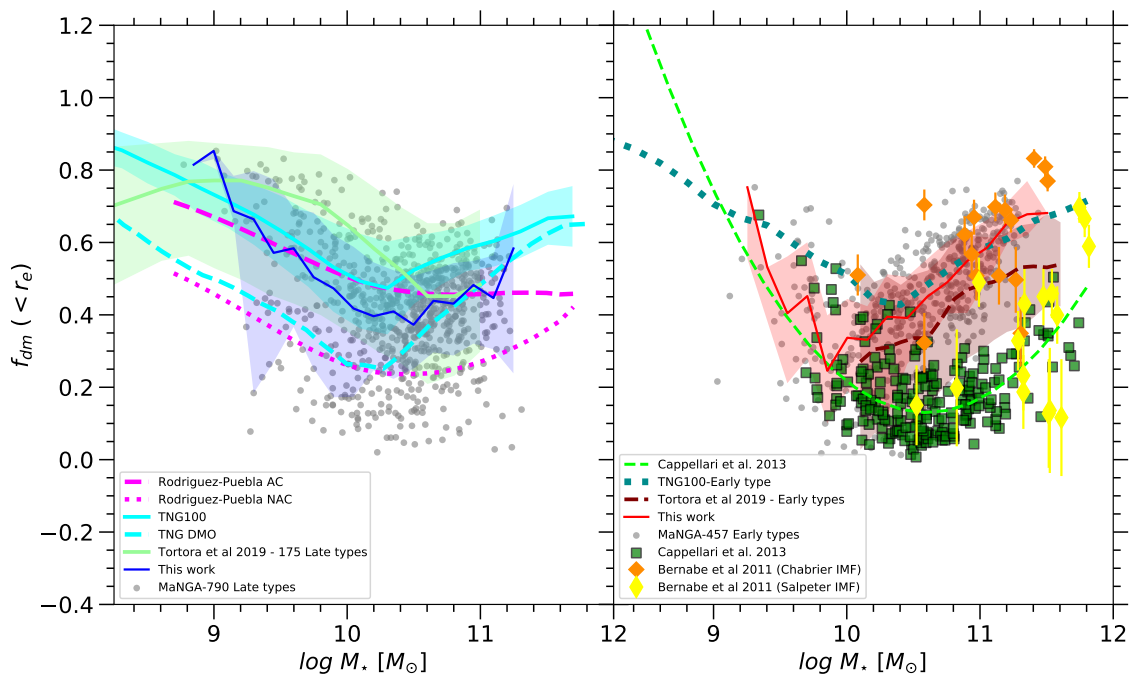 1.2
1.0
0.8
0.6
0.4
0.2
0.0
−0.2
−0.4
f_dm (< r_e)
Rodriguez-Puebla AC
Rodriguez-Puebla NAC
TNG100
TNG DMO
Tortora et al 2019 - 175 Late types
This work
MaNGA-790 Late types
9 10 11 12
log M⋆ [M⊙]
Cappellari et al. 2013
TNG100-Early type
Tortora et al 2019 - Early types
This work
MaNGA-457 Early types
Cappellari et al. 2013
Bernabe et al 2011 (Chabrier IMF)
Bernabe et al 2011 (Salpeter IMF)
9 10 11 12
log M⋆ [M⊙]